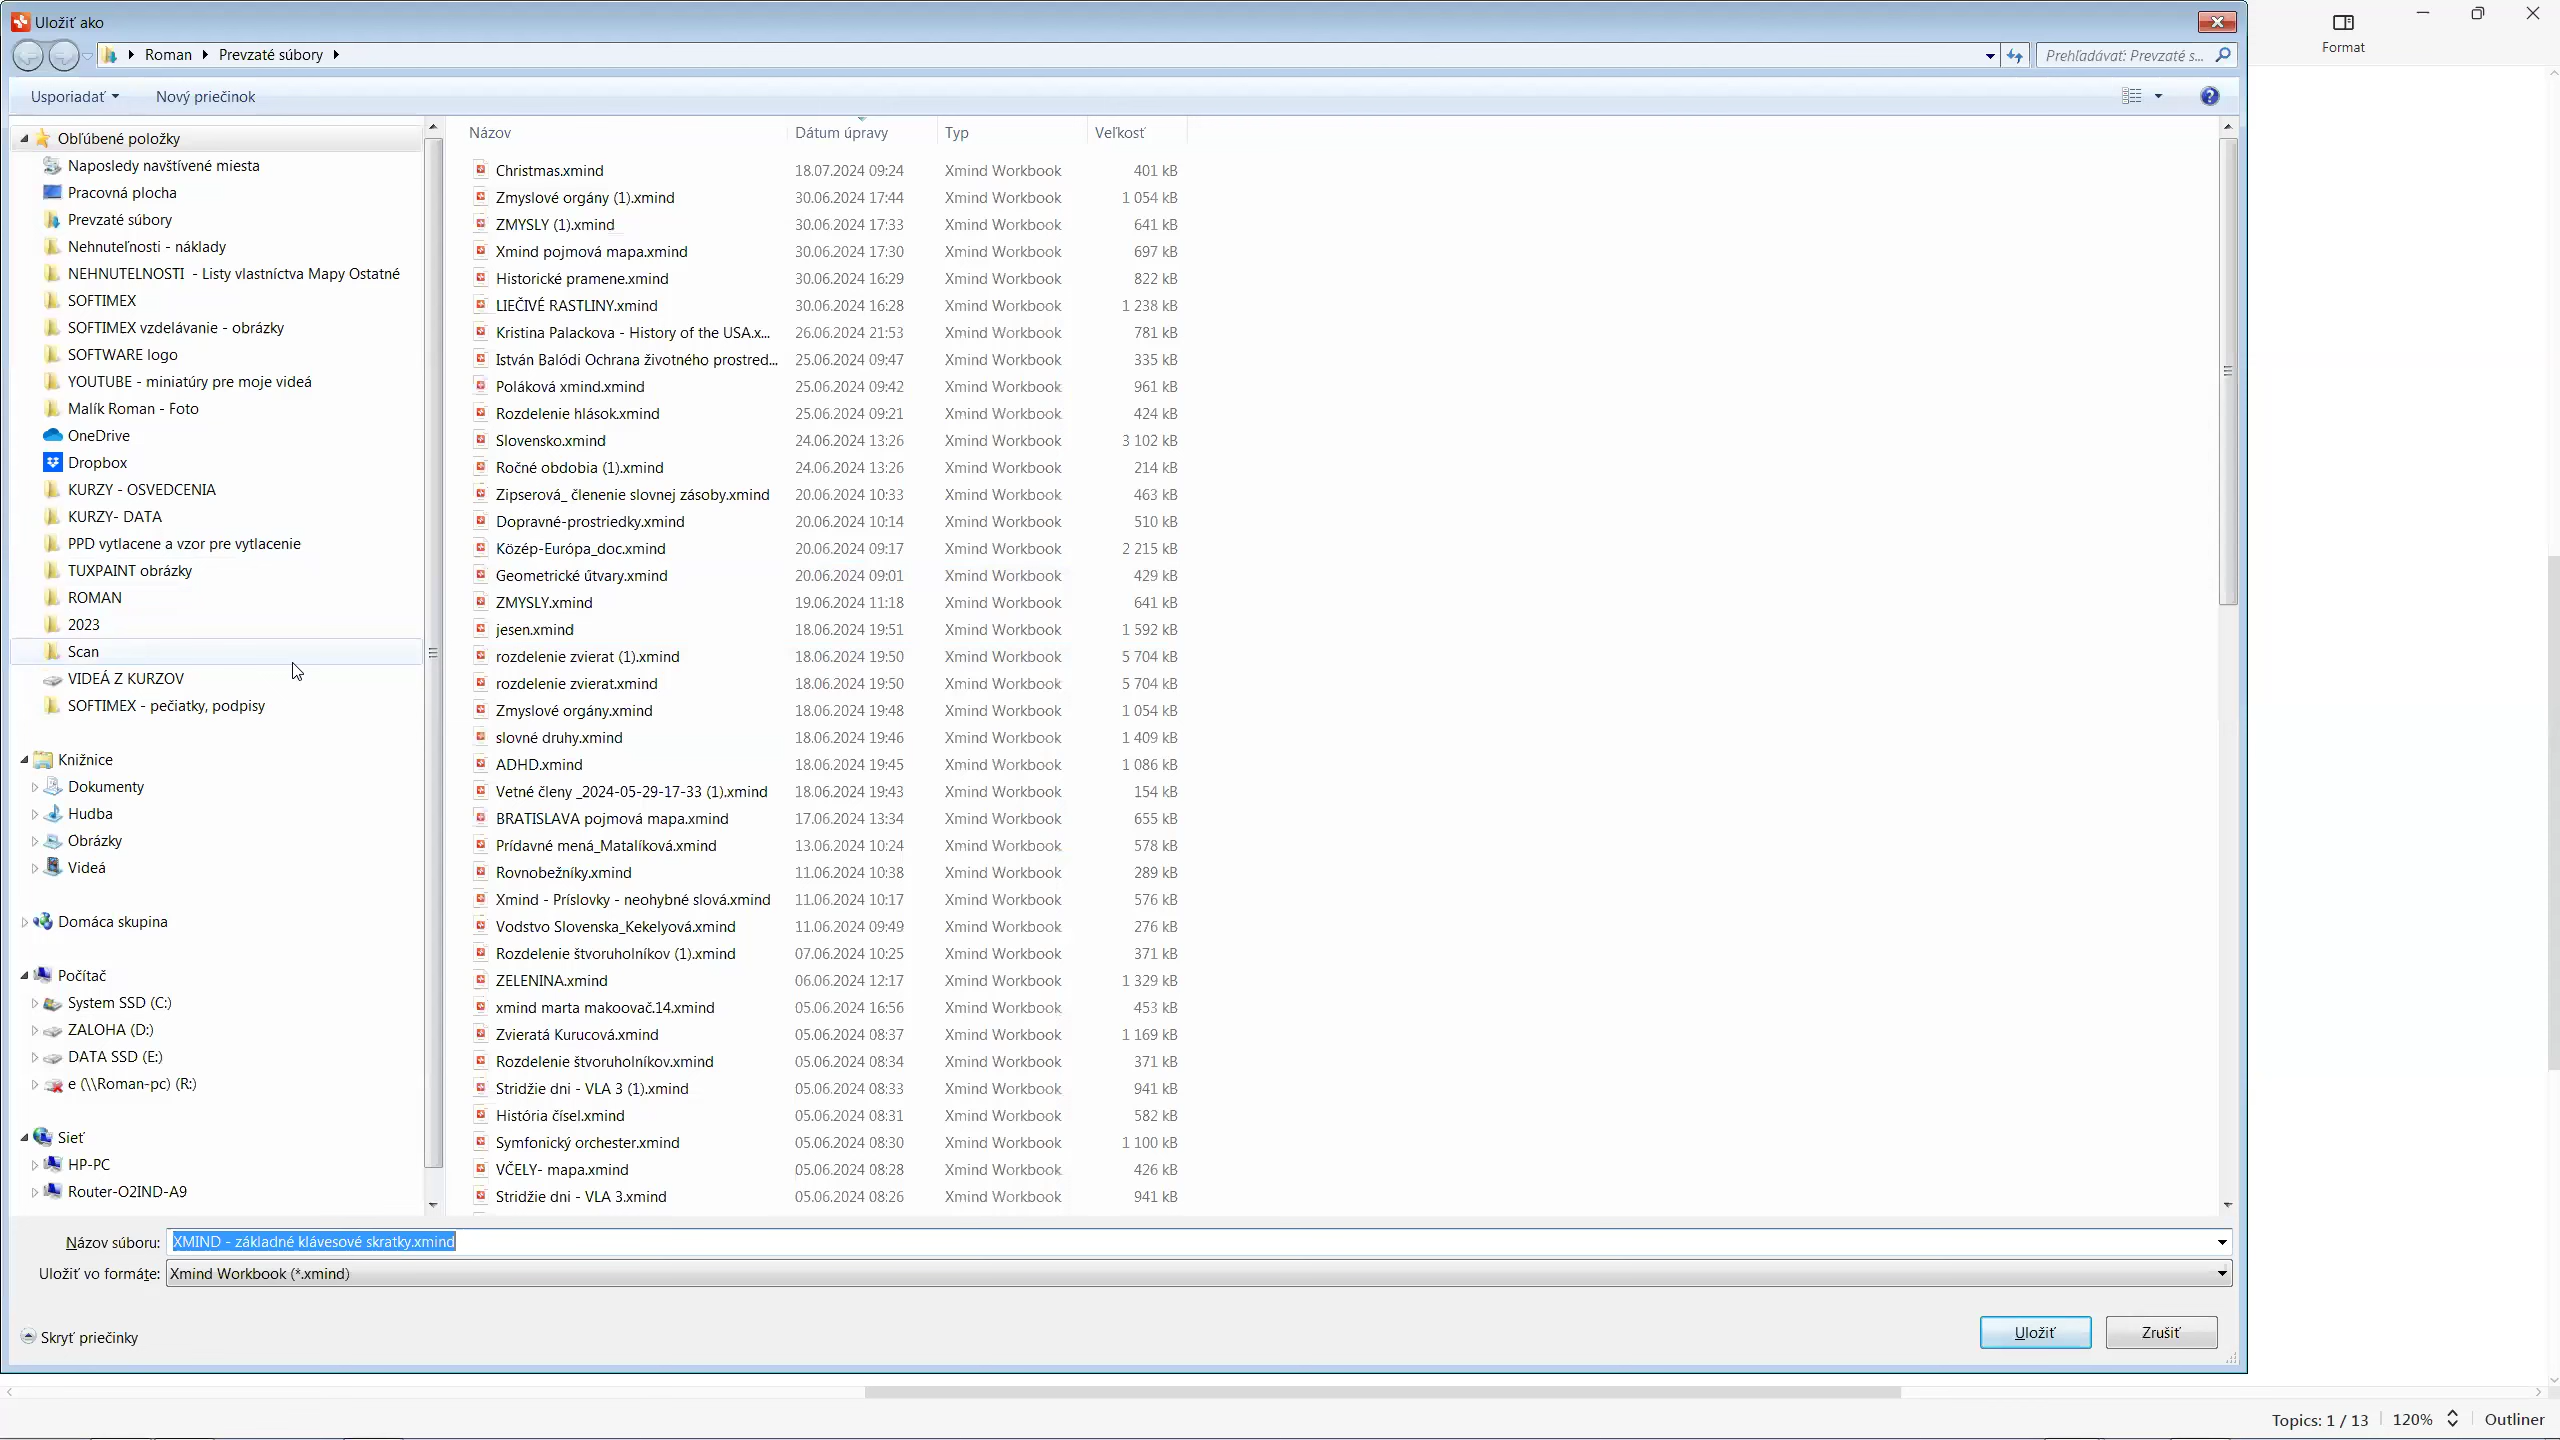 Uložiť ako
Format
Roman Prevzaté súbory
Prehľadávať: Prevzaté s...
Usporiadať Nový priečinok
Obľúbené položky
Naposledy navštívené miesta
Pracovná plocha
Prevzaté súbory
Nehnuteľnosti - náklady
NEHNUTELNOSTI - Listy vlastníctva Mapy Ostatné
SOFTIMEX
SOFTIMEX vzdelávanie - obrázky
SOFTWARE logo
YOUTUBE - miniatúry pre moje videá
Malík Roman - Foto
OneDrive
Dropbox
KURZY - OSVEDCENIA
KURZY- DATA
PPD vytlacene a vzor pre vytlacenie
TUXPAINT obrázky
ROMAN
2023
Scan
VIDEÁ Z KURZOV
SOFTIMEX - pečiatky, podpisy
Knižnice
Dokumenty
Hudba
Obrázky
Videá
Domáca skupina
Počítač
System SSD (C:)
ZALOHA (D:)
DATA SSD (E:)
e (\\Roman-pc) (R:)
Sieť
HP-PC
Router-O2IND-A9
Názov Dátum úpravy Typ Veľkosť
Christmas.xmind 18.07.2024 09:24 Xmind Workbook 401 kB
Zmyslové orgány (1).xmind 30.06.2024 17:44 Xmind Workbook 1 054 kB
ZMYSLY (1).xmind 30.06.2024 17:33 Xmind Workbook 641 kB
Xmind pojmová mapa.xmind 30.06.2024 17:30 Xmind Workbook 697 kB
Historické pramene.xmind 30.06.2024 16:29 Xmind Workbook 822 kB
LIEČIVÉ RASTLINY.xmind 30.06.2024 16:28 Xmind Workbook 1 238 kB
Kristina Palackova - History of the USA.x... 26.06.2024 21:53 Xmind Workbook 781 kB
István Balódi Ochrana životného prostred... 25.06.2024 09:47 Xmind Workbook 335 kB
Poláková xmind.xmind 25.06.2024 09:42 Xmind Workbook 961 kB
Rozdelenie hlások.xmind 25.06.2024 09:21 Xmind Workbook 424 kB
Slovensko.xmind 24.06.2024 13:26 Xmind Workbook 3 102 kB
Ročné obdobia (1).xmind 24.06.2024 13:26 Xmind Workbook 214 kB
Zipserová_ členenie slovnej zásoby.xmind 20.06.2024 10:33 Xmind Workbook 463 kB
Dopravné-prostriedky.xmind 20.06.2024 10:14 Xmind Workbook 510 kB
Közép-Európa_doc.xmind 20.06.2024 09:17 Xmind Workbook 2 215 kB
Geometrické útvary.xmind 20.06.2024 09:01 Xmind Workbook 429 kB
ZMYSLY.xmind 19.06.2024 11:18 Xmind Workbook 641 kB
jesen.xmind 18.06.2024 19:51 Xmind Workbook 1 592 kB
rozdelenie zvierat (1).xmind 18.06.2024 19:50 Xmind Workbook 5 704 kB
rozdelenie zvierat.xmind 18.06.2024 19:50 Xmind Workbook 5 704 kB
Zmyslové orgány.xmind 18.06.2024 19:48 Xmind Workbook 1 054 kB
slovné druhy.xmind 18.06.2024 19:46 Xmind Workbook 1 409 kB
ADHD.xmind 18.06.2024 19:45 Xmind Workbook 1 086 kB
Vetné členy _2024-05-29-17-33 (1).xmind 18.06.2024 19:43 Xmind Workbook 154 kB
BRATISLAVA pojmová mapa.xmind 17.06.2024 13:34 Xmind Workbook 655 kB
Prídavné mená_Matalíková.xmind 13.06.2024 10:24 Xmind Workbook 578 kB
Rovnobežníky.xmind 11.06.2024 10:38 Xmind Workbook 289 kB
Xmind - Príslovky - neohybné slová.xmind 11.06.2024 10:17 Xmind Workbook 576 kB
Vodstvo Slovenska_Kekelyová.xmind 11.06.2024 09:49 Xmind Workbook 276 kB
Rozdelenie štvoruholníkov (1).xmind 07.06.2024 10:25 Xmind Workbook 371 kB
ZELENINA.xmind 06.06.2024 12:17 Xmind Workbook 1 329 kB
xmind marta makoovač.14.xmind 05.06.2024 16:56 Xmind Workbook 453 kB
Zvieratá Kurucová.xmind 05.06.2024 08:37 Xmind Workbook 1 169 kB
Rozdelenie štvoruholníkov.xmind 05.06.2024 08:34 Xmind Workbook 371 kB
Stridžie dni - VLA 3 (1).xmind 05.06.2024 08:33 Xmind Workbook 941 kB
História čísel.xmind 05.06.2024 08:31 Xmind Workbook 582 kB
Symfonický orchester.xmind 05.06.2024 08:30 Xmind Workbook 1 100 kB
VČELY- mapa.xmind 05.06.2024 08:28 Xmind Workbook 426 kB
Stridžie dni - VLA 3.xmind 05.06.2024 08:26 Xmind Workbook 941 kB
Názov súboru: XMIND - základné klávesové skratky.xmind
Uložiť vo formáte: Xmind Workbook (*.xmind)
Skryť priečinky
Uložiť Zrušiť
Topics: 1 / 13 120% Outliner